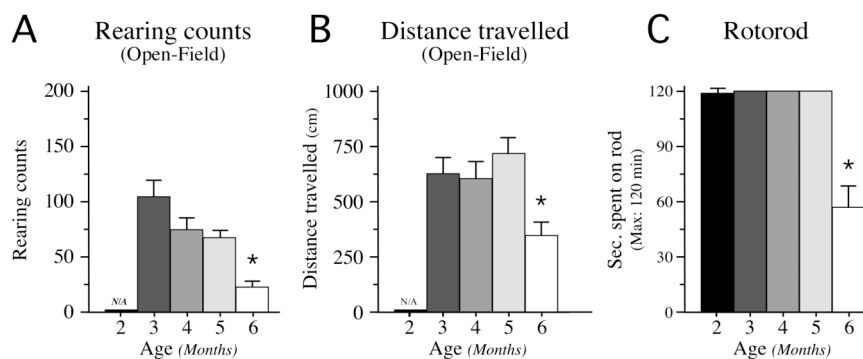 A Rearing counts
(Open-Field)
Rearing counts
200
150
100
50
0
N/A
*
2 3 4 5 6
Age (Months)
B Distance travelled
(Open-Field)
Distance travelled (cm)
1000
750
500
250
0
N/A
*
2 3 4 5 6
Age (Months)
C Rotorod
Sec. spent on rod
(Max: 120 min)
120
90
60
30
0
*
2 3 4 5 6
Age (Months)